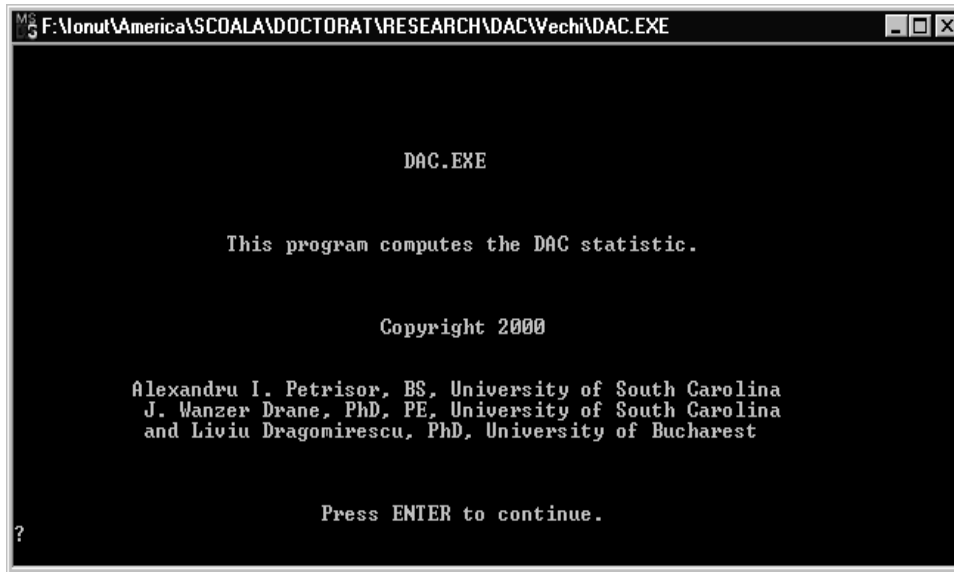 F:\Ionut\America\SCOALA\DOCTORAT\RESEARCH\DAC\Vechi\DAC.EXE
DAC.EXE
This program computes the DAC statistic.
Copyright 2000
Alexandru I. Petrisor, BS, University of South Carolina
J. Wanzer Drane, PhD, PE, University of South Carolina
and Liviu Dragomirescu, PhD, University of Bucharest
Press ENTER to continue.
?